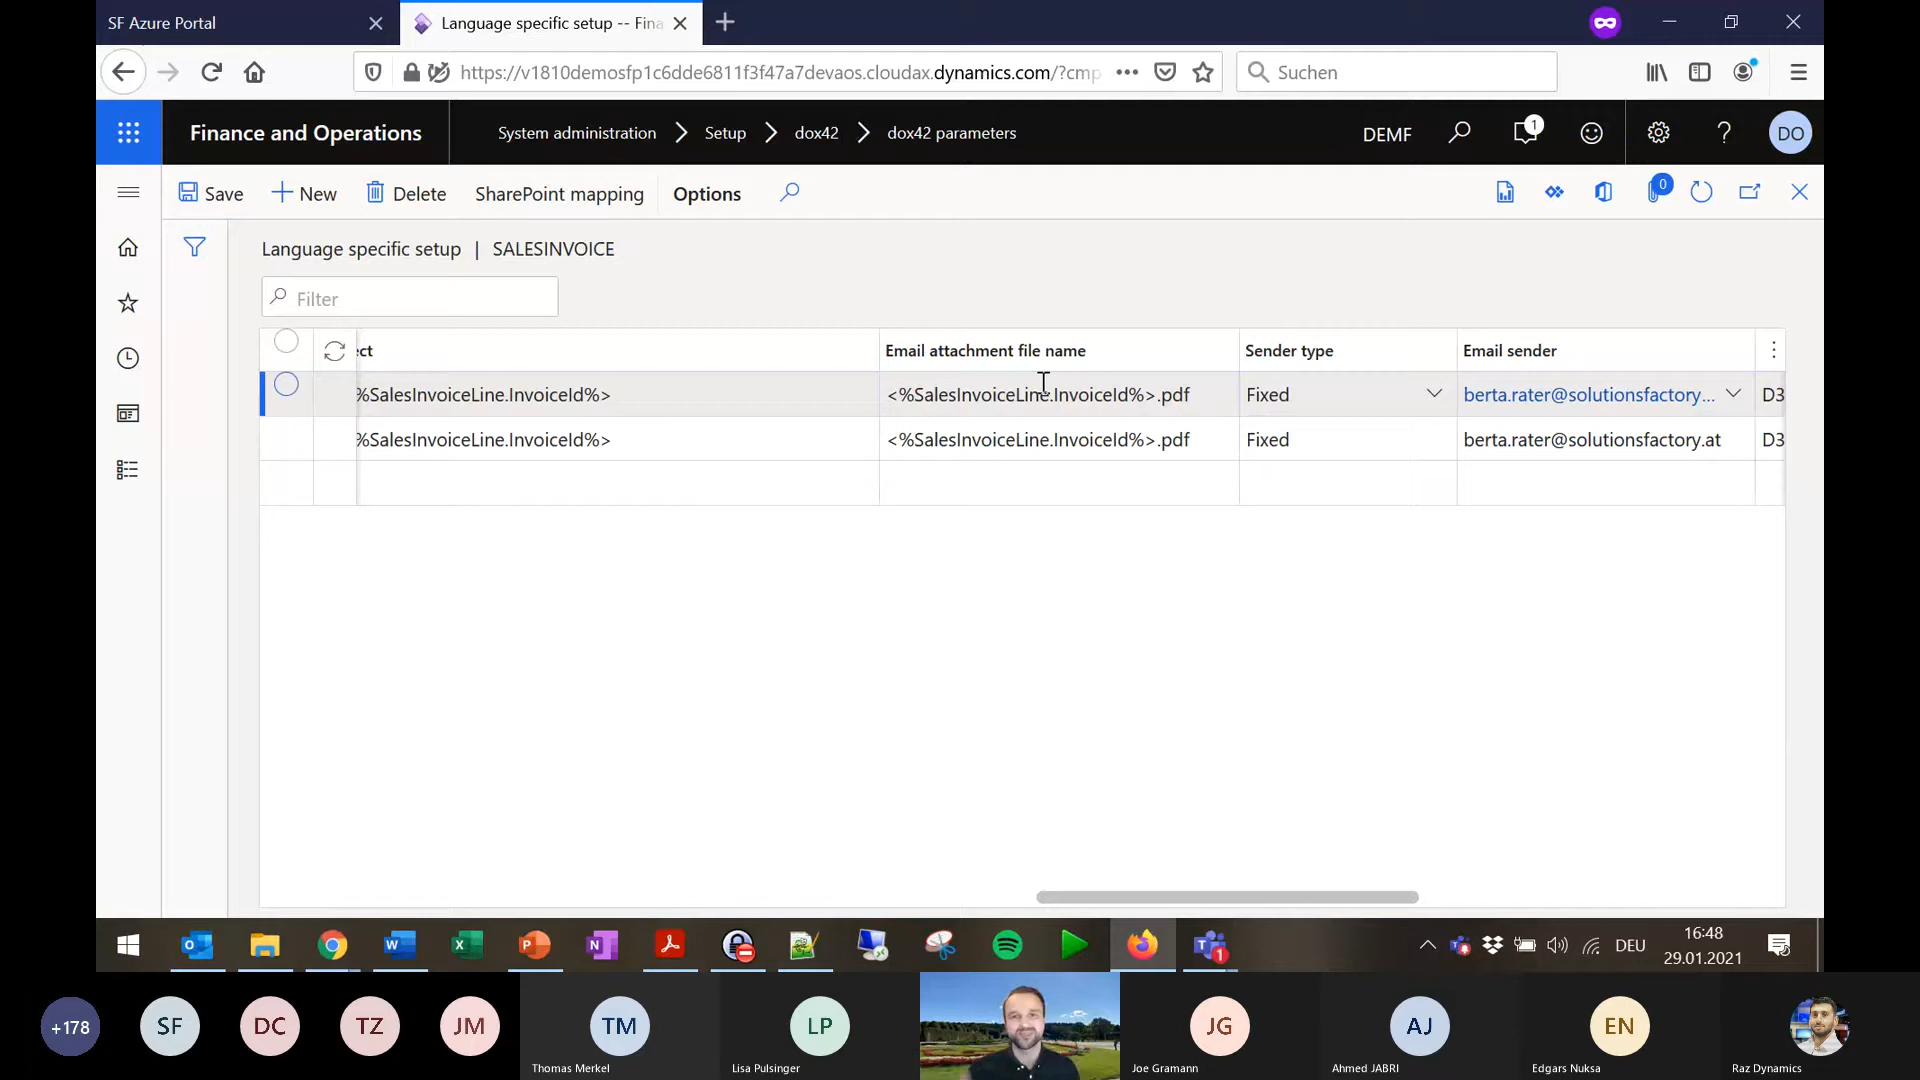 SF Azure Portal
Language specific setup -- Fina
https://v1810demosfp1c6dde6811f3f47a7devaos.cloudax.dynamics.com/?cmp
Suchen
Finance and Operations
System administration
Setup
dox42
dox42 parameters
DEMF
1
?
DO
Save
New
Delete
SharePoint mapping
Options
0
Language specific setup | SALESINVOICE
Filter
ect
Email attachment file name
Sender type
Email sender
%SalesInvoiceLine.InvoiceId%>
<%SalesInvoiceLine.InvoiceId%>.pdf
Fixed
berta.rater@solutionsfactory...
D3
%SalesInvoiceLine.InvoiceId%>
<%SalesInvoiceLine.InvoiceId%>.pdf
Fixed
berta.rater@solutionsfactory.at
D3
DEU
16:48
29.01.2021
+178
SF
DC
TZ
JM
TM
LP
JG
AJ
EN
Thomas Merkel
Lisa Pulsinger
Joe Gramann
Ahmed JABRI
Edgars Nuksa
Raz Dynamics